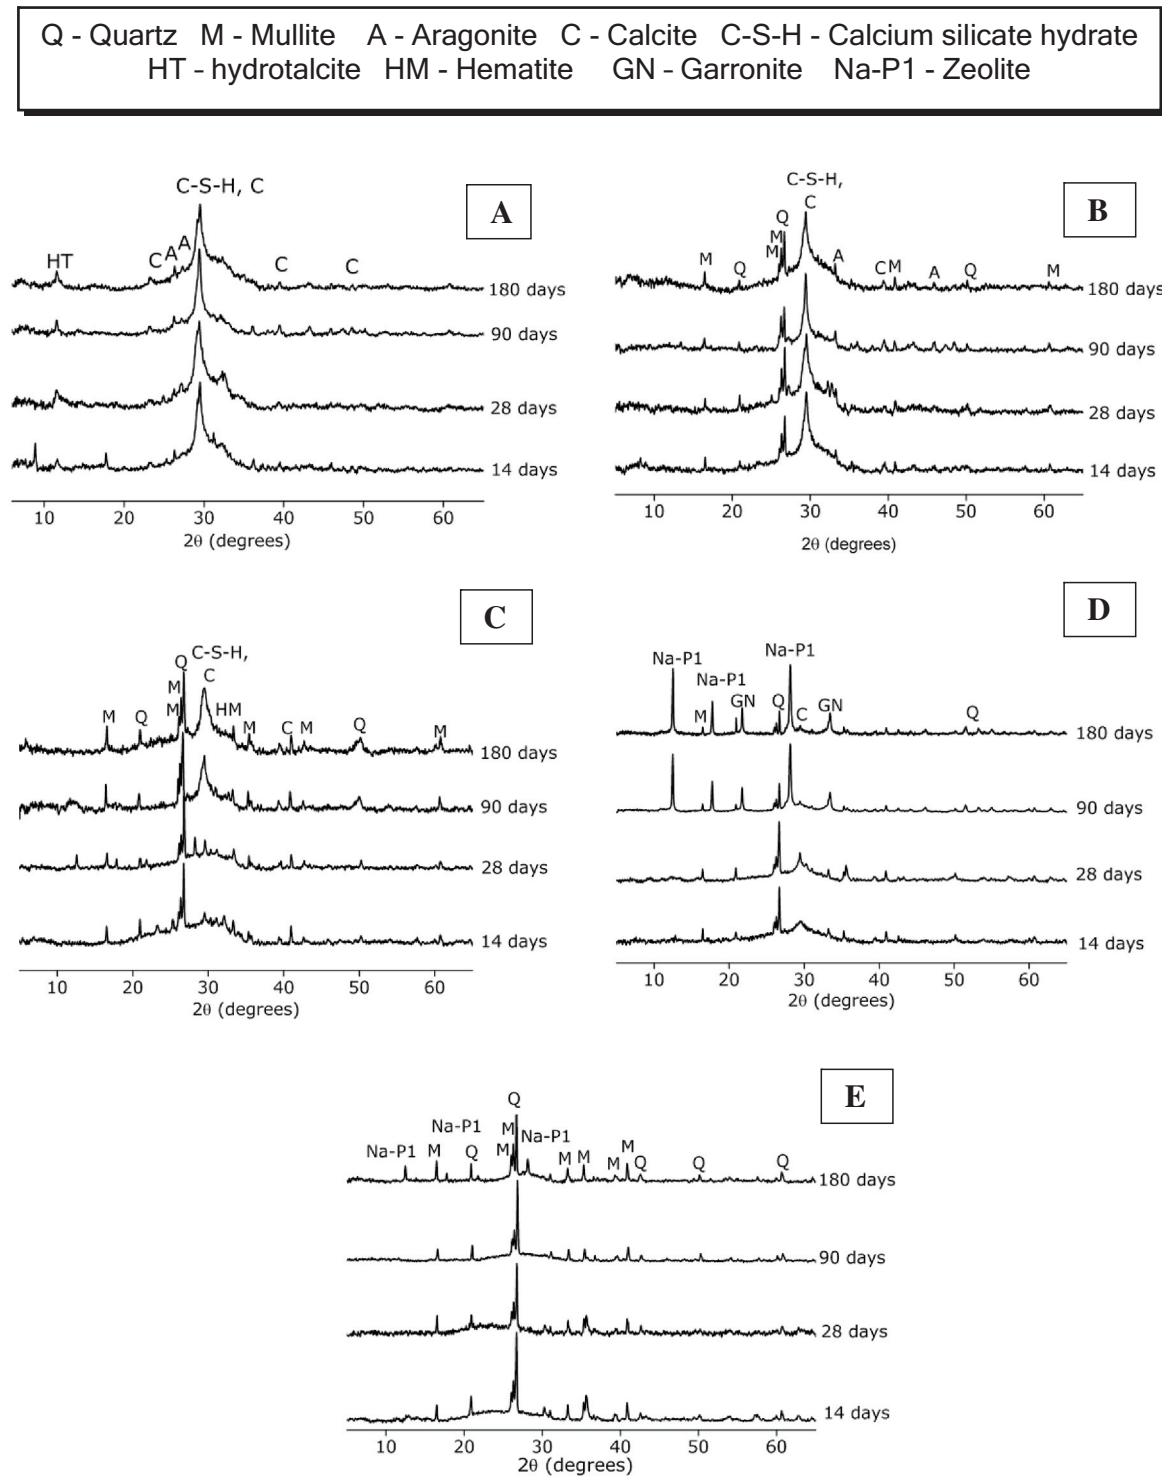 Q - Quartz M - Mullite A - Aragonite C - Calcite C-S-H - Calcium silicate hydrate
HT - hydrotalcite HM - Hematite GN - Garronite Na-P1 - Zeolite
A
C-S-H, C
HT C A A C C
180 days
90 days
28 days
14 days
10 20 30 40 50 60
2θ (degrees)
B
C-S-H,
C
Q
M
M
M Q A C M A Q M
180 days
90 days
28 days
14 days
10 20 30 40 50 60
2θ (degrees)
C
C-S-H,
Q C
M
M
M Q HM M C M Q M
180 days
90 days
28 days
14 days
10 20 30 40 50 60
2θ (degrees)
D
Na-P1 Na-P1
Na-P1
M GN Q C GN Q
180 days
90 days
28 days
14 days
10 20 30 40 50 60
2θ (degrees)
E
Q
Na-P1 M Na-P1
Na-P1 M Q M M M M M Q Q Q
180 days
90 days
28 days
14 days
10 20 30 40 50 60
2θ (degrees)